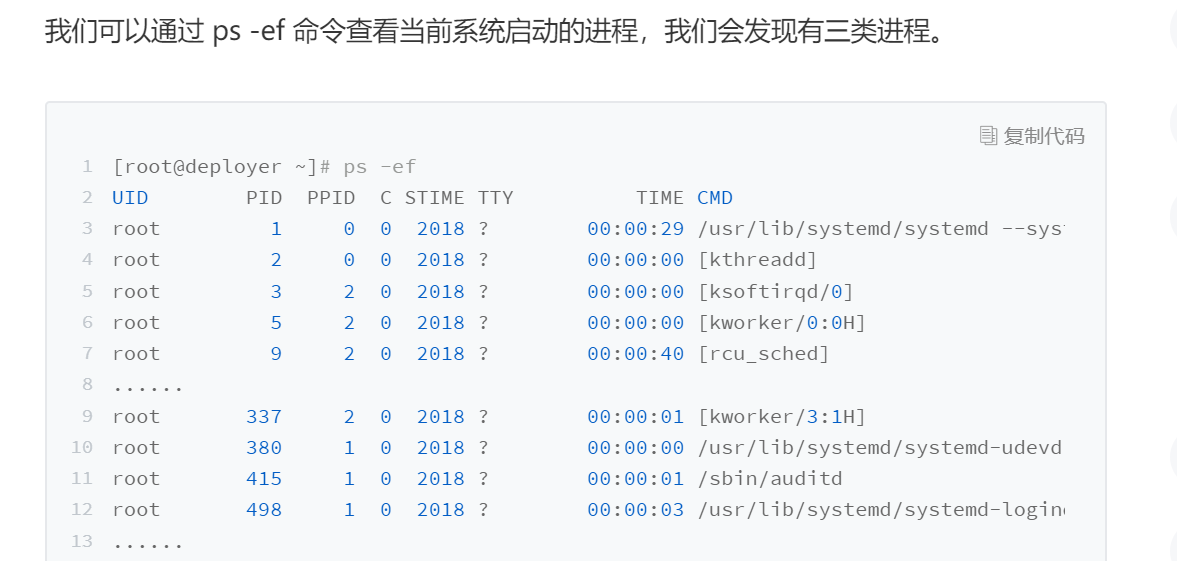 我们可以通过 ps -ef 命令查看当前系统启动的进程，我们会发现有三类进程。
复制代码
1 [root@deployer ~]# ps -ef
2 UID PID PPID C STIME TTY TIME CMD
3 root 1 0 0 2018 ? 00:00:29 /usr/lib/systemd/systemd --sys
4 root 2 0 0 2018 ? 00:00:00 [kthreadd]
5 root 3 2 0 2018 ? 00:00:00 [ksoftirqd/0]
6 root 5 2 0 2018 ? 00:00:00 [kworker/0:0H]
7 root 9 2 0 2018 ? 00:00:40 [rcu_sched]
8 ......
9 root 337 2 0 2018 ? 00:00:01 [kworker/3:1H]
10 root 380 1 0 2018 ? 00:00:00 /usr/lib/systemd/systemd-udevd
11 root 415 1 0 2018 ? 00:00:01 /sbin/auditd
12 root 498 1 0 2018 ? 00:00:03 /usr/lib/systemd/systemd-login
13 ......